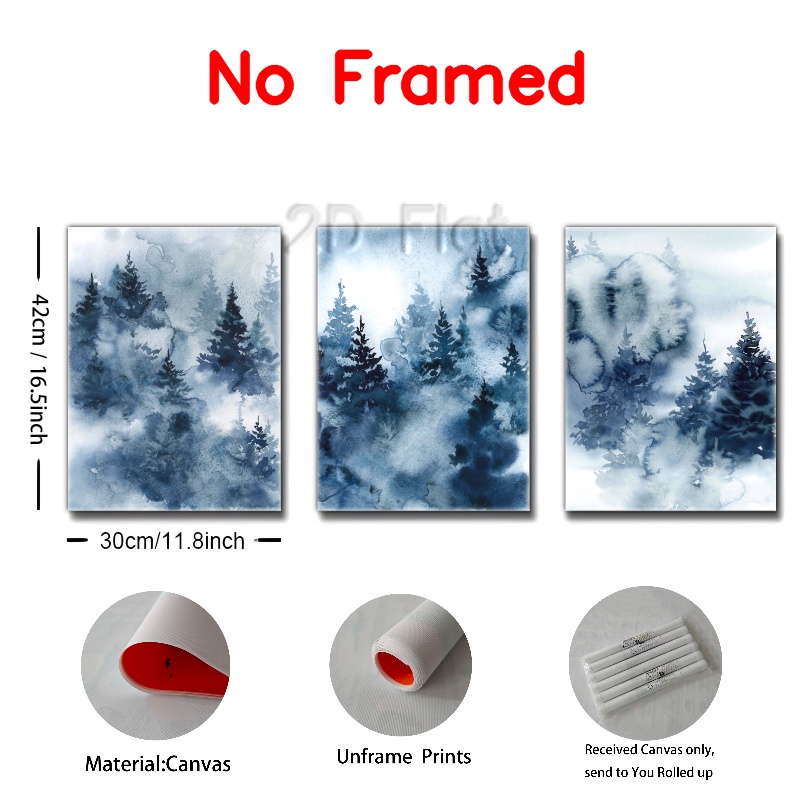 No Framed
2D Flat
42cm / 16.5inch
30cm/11.8inch
Material:Canvas
Unframe Prints
Received Canvas only,
send to You Rolled up